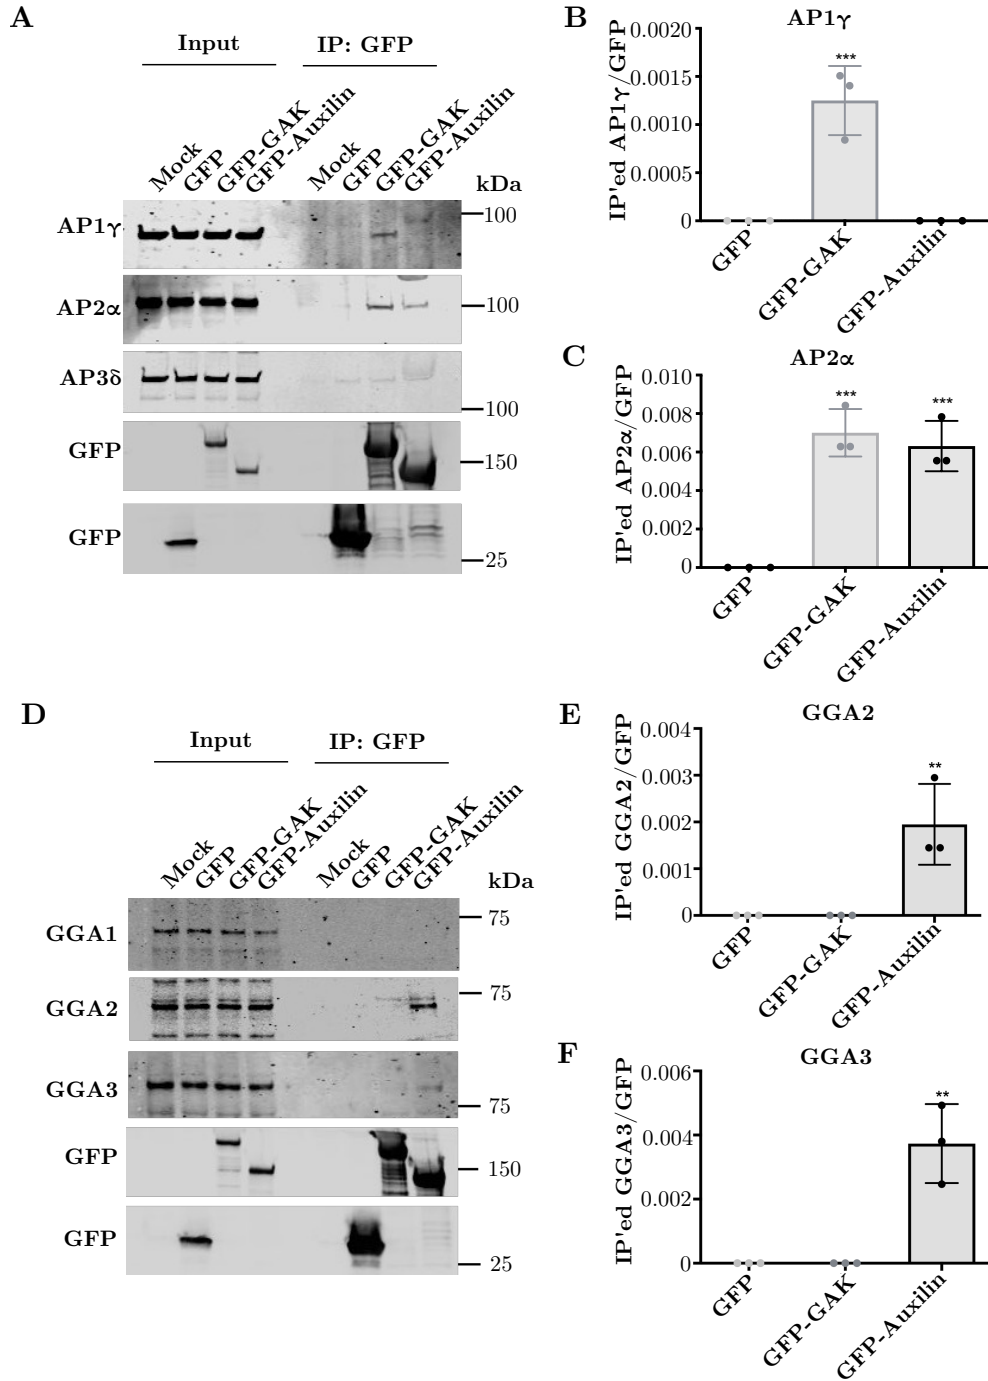 A
Input
IP: GFP
Mock
GFP
GFP-GAK
GFP-Auxilin
Mock
GFP
GFP-GAK
GFP-Auxilin
kDa
AP1γ
100
AP2α
100
AP3δ
100
GFP
150
GFP
25
B
AP1γ
IP'ed AP1γ/GFP
0.0020
0.0015
0.0010
0.0005
0
***
GFP
GFP-GAK
GFP-Auxilin
C
AP2α
IP'ed AP2α/GFP
0.010
0.008
0.006
0.004
0.002
0
***
***
GFP
GFP-GAK
GFP-Auxilin
D
Input
IP: GFP
Mock
GFP
GFP-GAK
GFP-Auxilin
Mock
GFP
GFP-GAK
GFP-Auxilin
kDa
GGA1
75
GGA2
75
GGA3
75
GFP
150
GFP
25
E
GGA2
IP'ed GGA2/GFP
0.004
0.003
0.002
0.001
0
**
GFP
GFP-GAK
GFP-Auxilin
F
GGA3
IP'ed GGA3/GFP
0.006
0.004
0.002
0
**
GFP
GFP-GAK
GFP-Auxilin